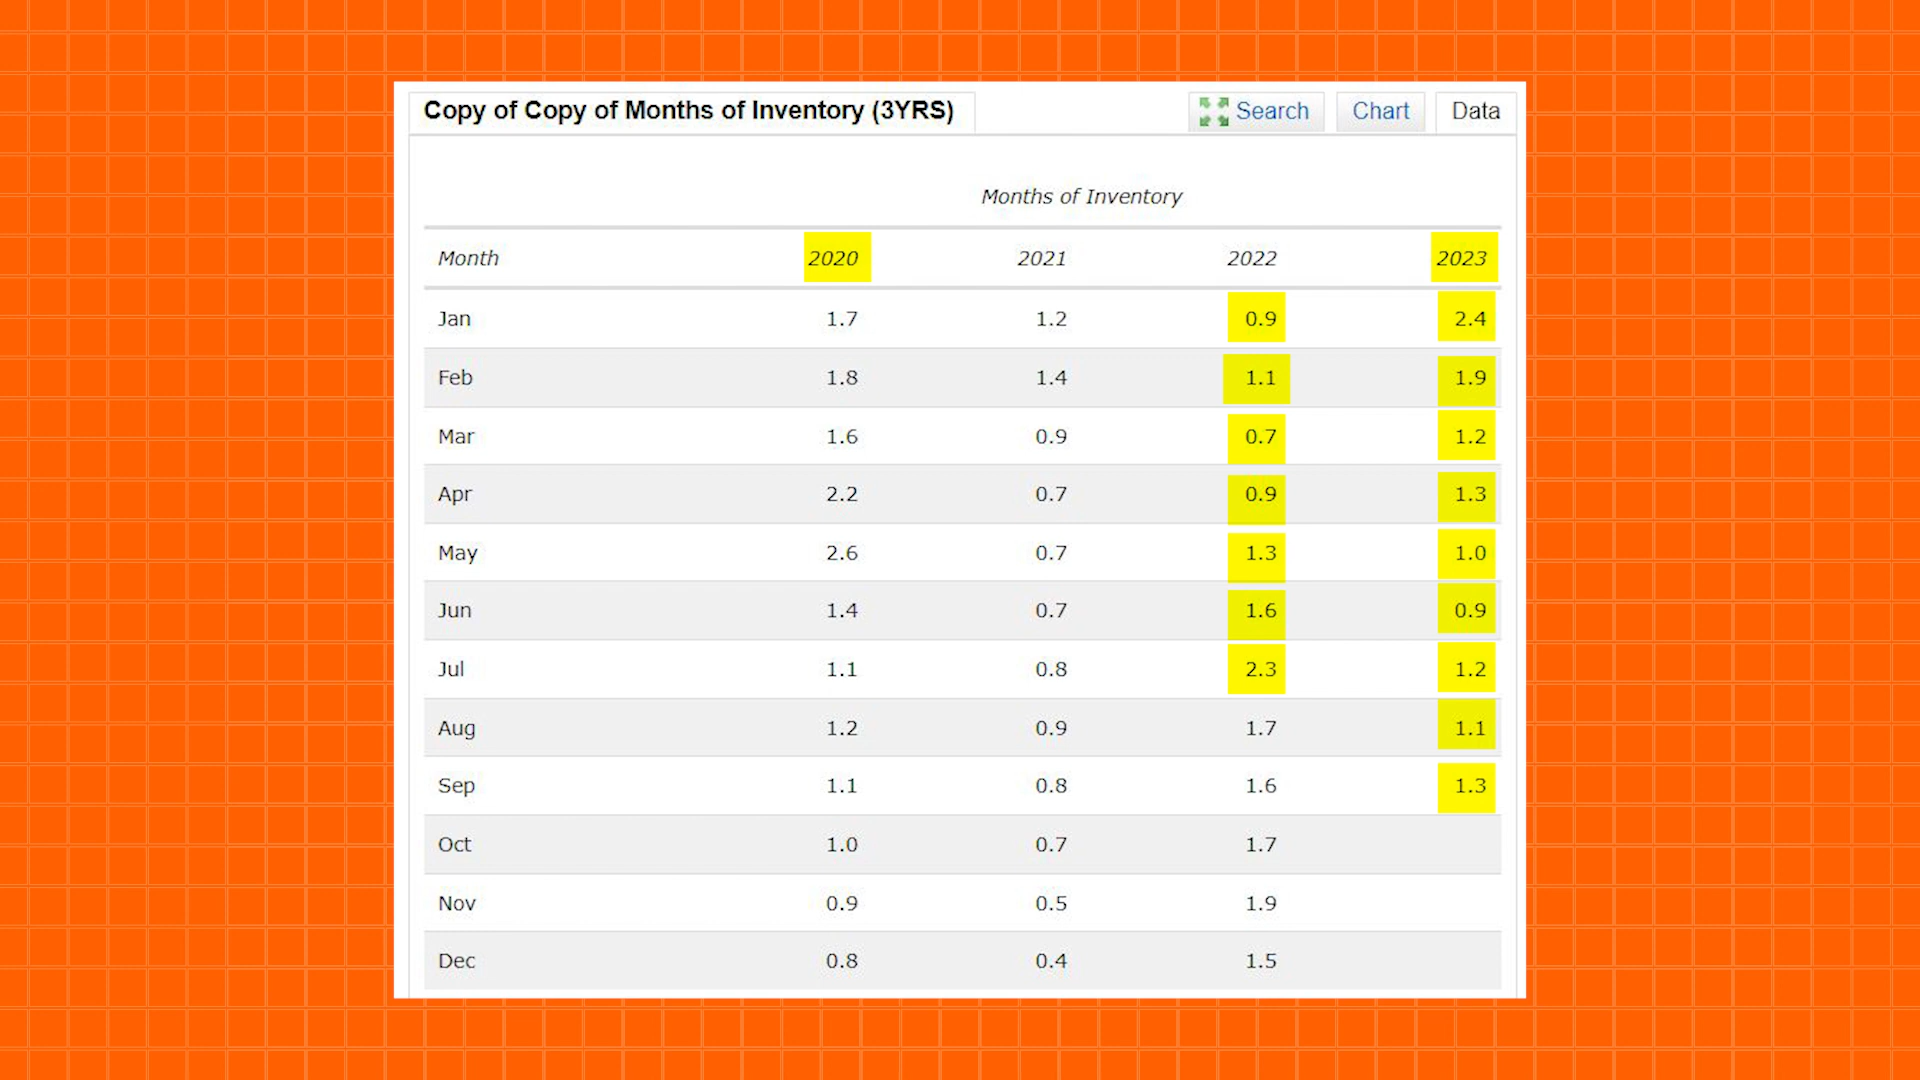 Copy of Copy of Months of Inventory (3YRS) Search Chart Data
Months of Inventory
Month 2020 2021 2022 2023
Jan 1.7 1.2 0.9 2.4
Feb 1.8 1.4 1.1 1.9
Mar 1.6 0.9 0.7 1.2
Apr 2.2 0.7 0.9 1.3
May 2.6 0.7 1.3 1.0
Jun 1.4 0.7 1.6 0.9
Jul 1.1 0.8 2.3 1.2
Aug 1.2 0.9 1.7 1.1
Sep 1.1 0.8 1.6 1.3
Oct 1.0 0.7 1.7
Nov 0.9 0.5 1.9
Dec 0.8 0.4 1.5